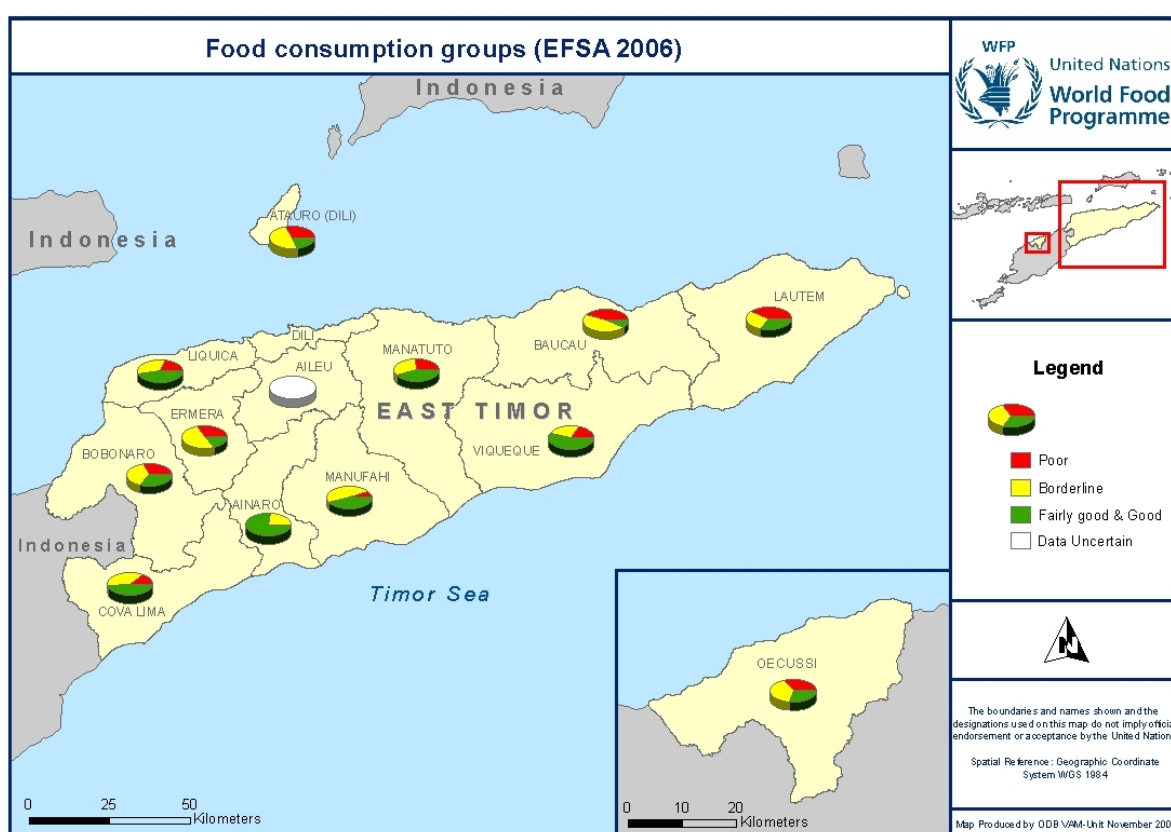 Food consumption groups (EFSA 2006)
WFP
United Nations
World Food
Programme
Indonesia
Indonesia
ATAURO (DILI)
LAUTEM
DILI
BAUCAU
LIQUICA
MANATUTO
AILEU
EAST TIMOR
ERMERA
VIQUEQUE
BOBONARO
MANUFAHI
AINARO
Indonesia
COVA LIMA
Timor Sea
OECUSSI
0 25 50
Kilometers
0 10 20
Kilometers
Legend
Poor
Borderline
Fairly good & Good
Data Uncertain
N
The boundaries and names shown and the
designations used on this map do not imply officia
endorsement or acceptance by the United Nation
Spatial Reference: Geographic Coordinate
System WGS 1984
Map Produced by ODB VAM-Unit November 200